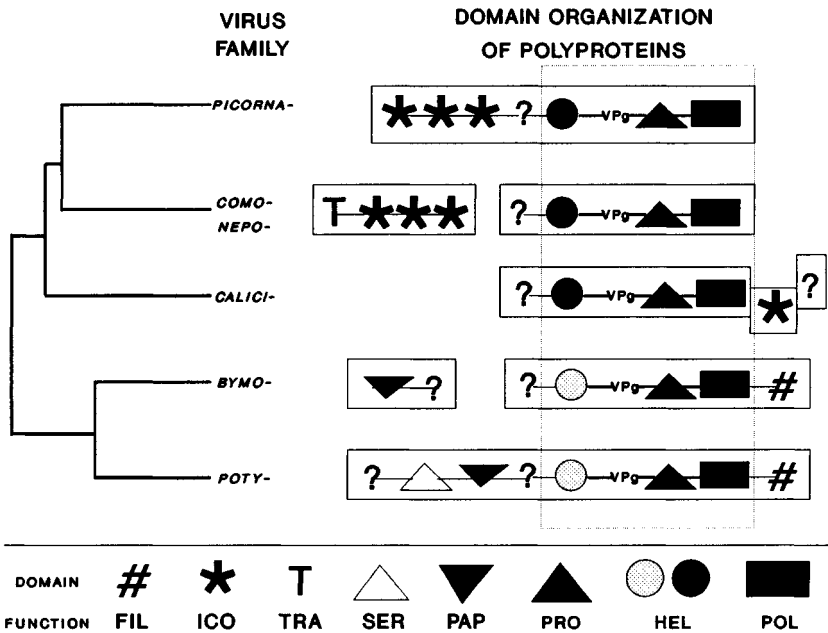 VIRUS FAMILY
DOMAIN ORGANIZATION OF POLYPROTEINS
PICORNA- ? VPg
COMO- NEPO- T ? VPg
CALICI- ? VPg ?
BYMO- ? ? VPg #
POTY- ? ? VPg #
DOMAIN # T
FUNCTION FIL ICO TRA SER PAP PRO HEL POL